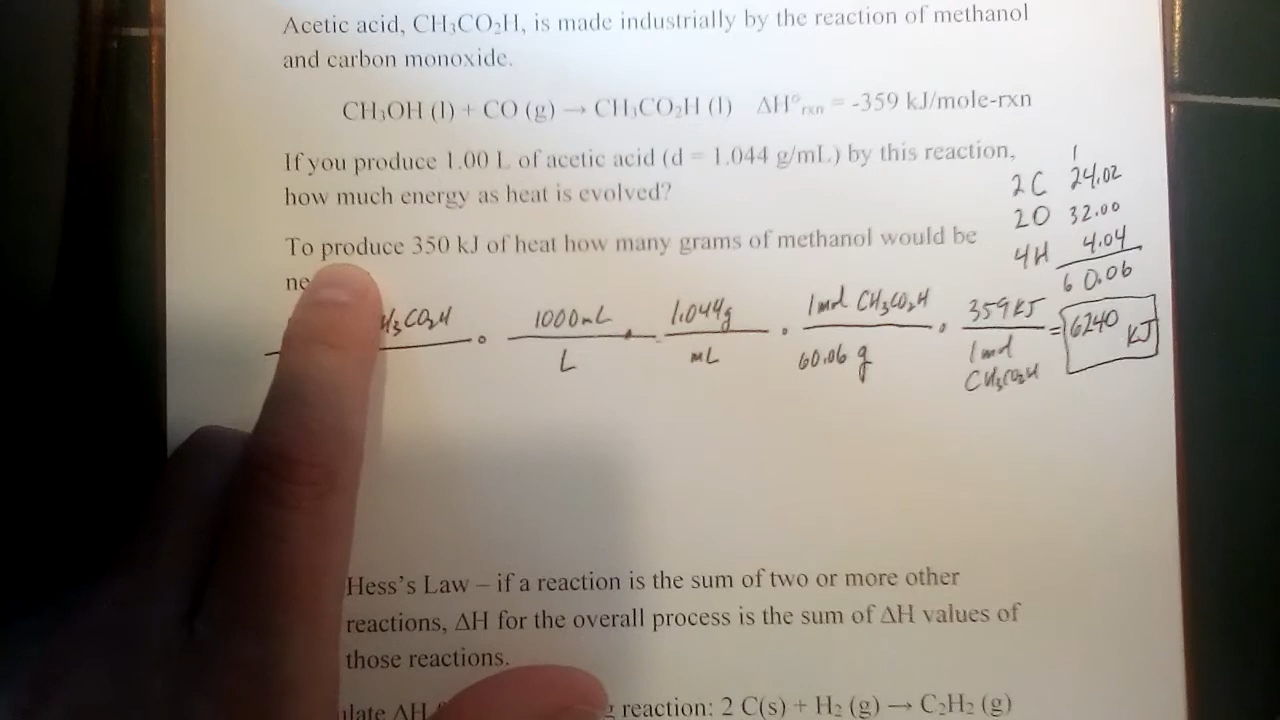 Acetic acid, CH₃CO₂H, is made industrially by the reaction of methanol
and carbon monoxide.
CH₃OH (l) + CO (g) → CH₃CO₂H (l) ΔH°rxn = -359 kJ/mole-rxn
If you produce 1.00 L of acetic acid (d = 1.044 g/mL) by this reaction,
how much energy as heat is evolved?
1
2C 24.02
2O 32.00
4H 4.04
60.06
To produce 350 kJ of heat how many grams of methanol would be
H₃CO₂H · 1000mL · 1.044g · 1mol CH₃CO₂H · 359 kJ = 6240 kJ
L mL 60.06 g 1mol
CH₃CO₂H
Hess's Law – if a reaction is the sum of two or more other
reactions, ΔH for the overall process is the sum of ΔH values of
those reactions.
ΔH reaction: 2 C(s) + H₂ (g) → C₂H₂ (g)